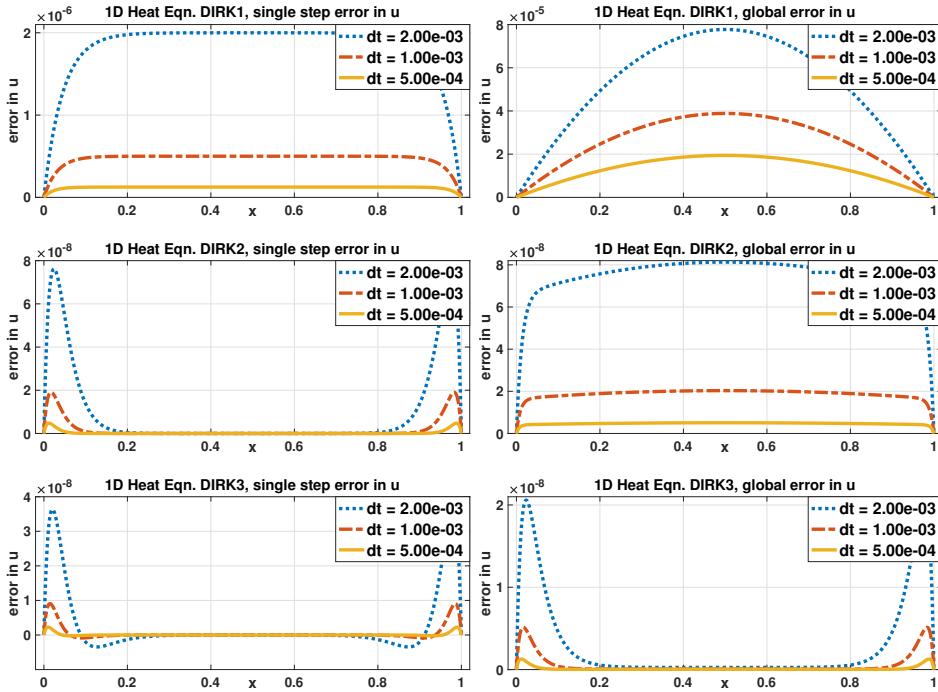 1D Heat Eqn. DIRK1, single step error in u
×10⁻⁶
error in u
2
1
0
0 0.2 0.4 0.6 0.8 1
x
dt = 2.00e-03
dt = 1.00e-03
dt = 5.00e-04
1D Heat Eqn. DIRK1, global error in u
×10⁻⁵
error in u
8
6
4
2
0
0 0.2 0.4 0.6 0.8 1
x
dt = 2.00e-03
dt = 1.00e-03
dt = 5.00e-04
1D Heat Eqn. DIRK2, single step error in u
×10⁻⁸
error in u
8
6
4
2
0
0 0.2 0.4 0.6 0.8 1
x
dt = 2.00e-03
dt = 1.00e-03
dt = 5.00e-04
1D Heat Eqn. DIRK2, global error in u
×10⁻⁸
error in u
8
6
4
2
0
0 0.2 0.4 0.6 0.8 1
x
dt = 2.00e-03
dt = 1.00e-03
dt = 5.00e-04
1D Heat Eqn. DIRK3, single step error in u
×10⁻⁸
error in u
4
3
2
1
0
0 0.2 0.4 0.6 0.8 1
x
dt = 2.00e-03
dt = 1.00e-03
dt = 5.00e-04
1D Heat Eqn. DIRK3, global error in u
×10⁻⁸
error in u
2
1
0
0 0.2 0.4 0.6 0.8 1
x
dt = 2.00e-03
dt = 1.00e-03
dt = 5.00e-04